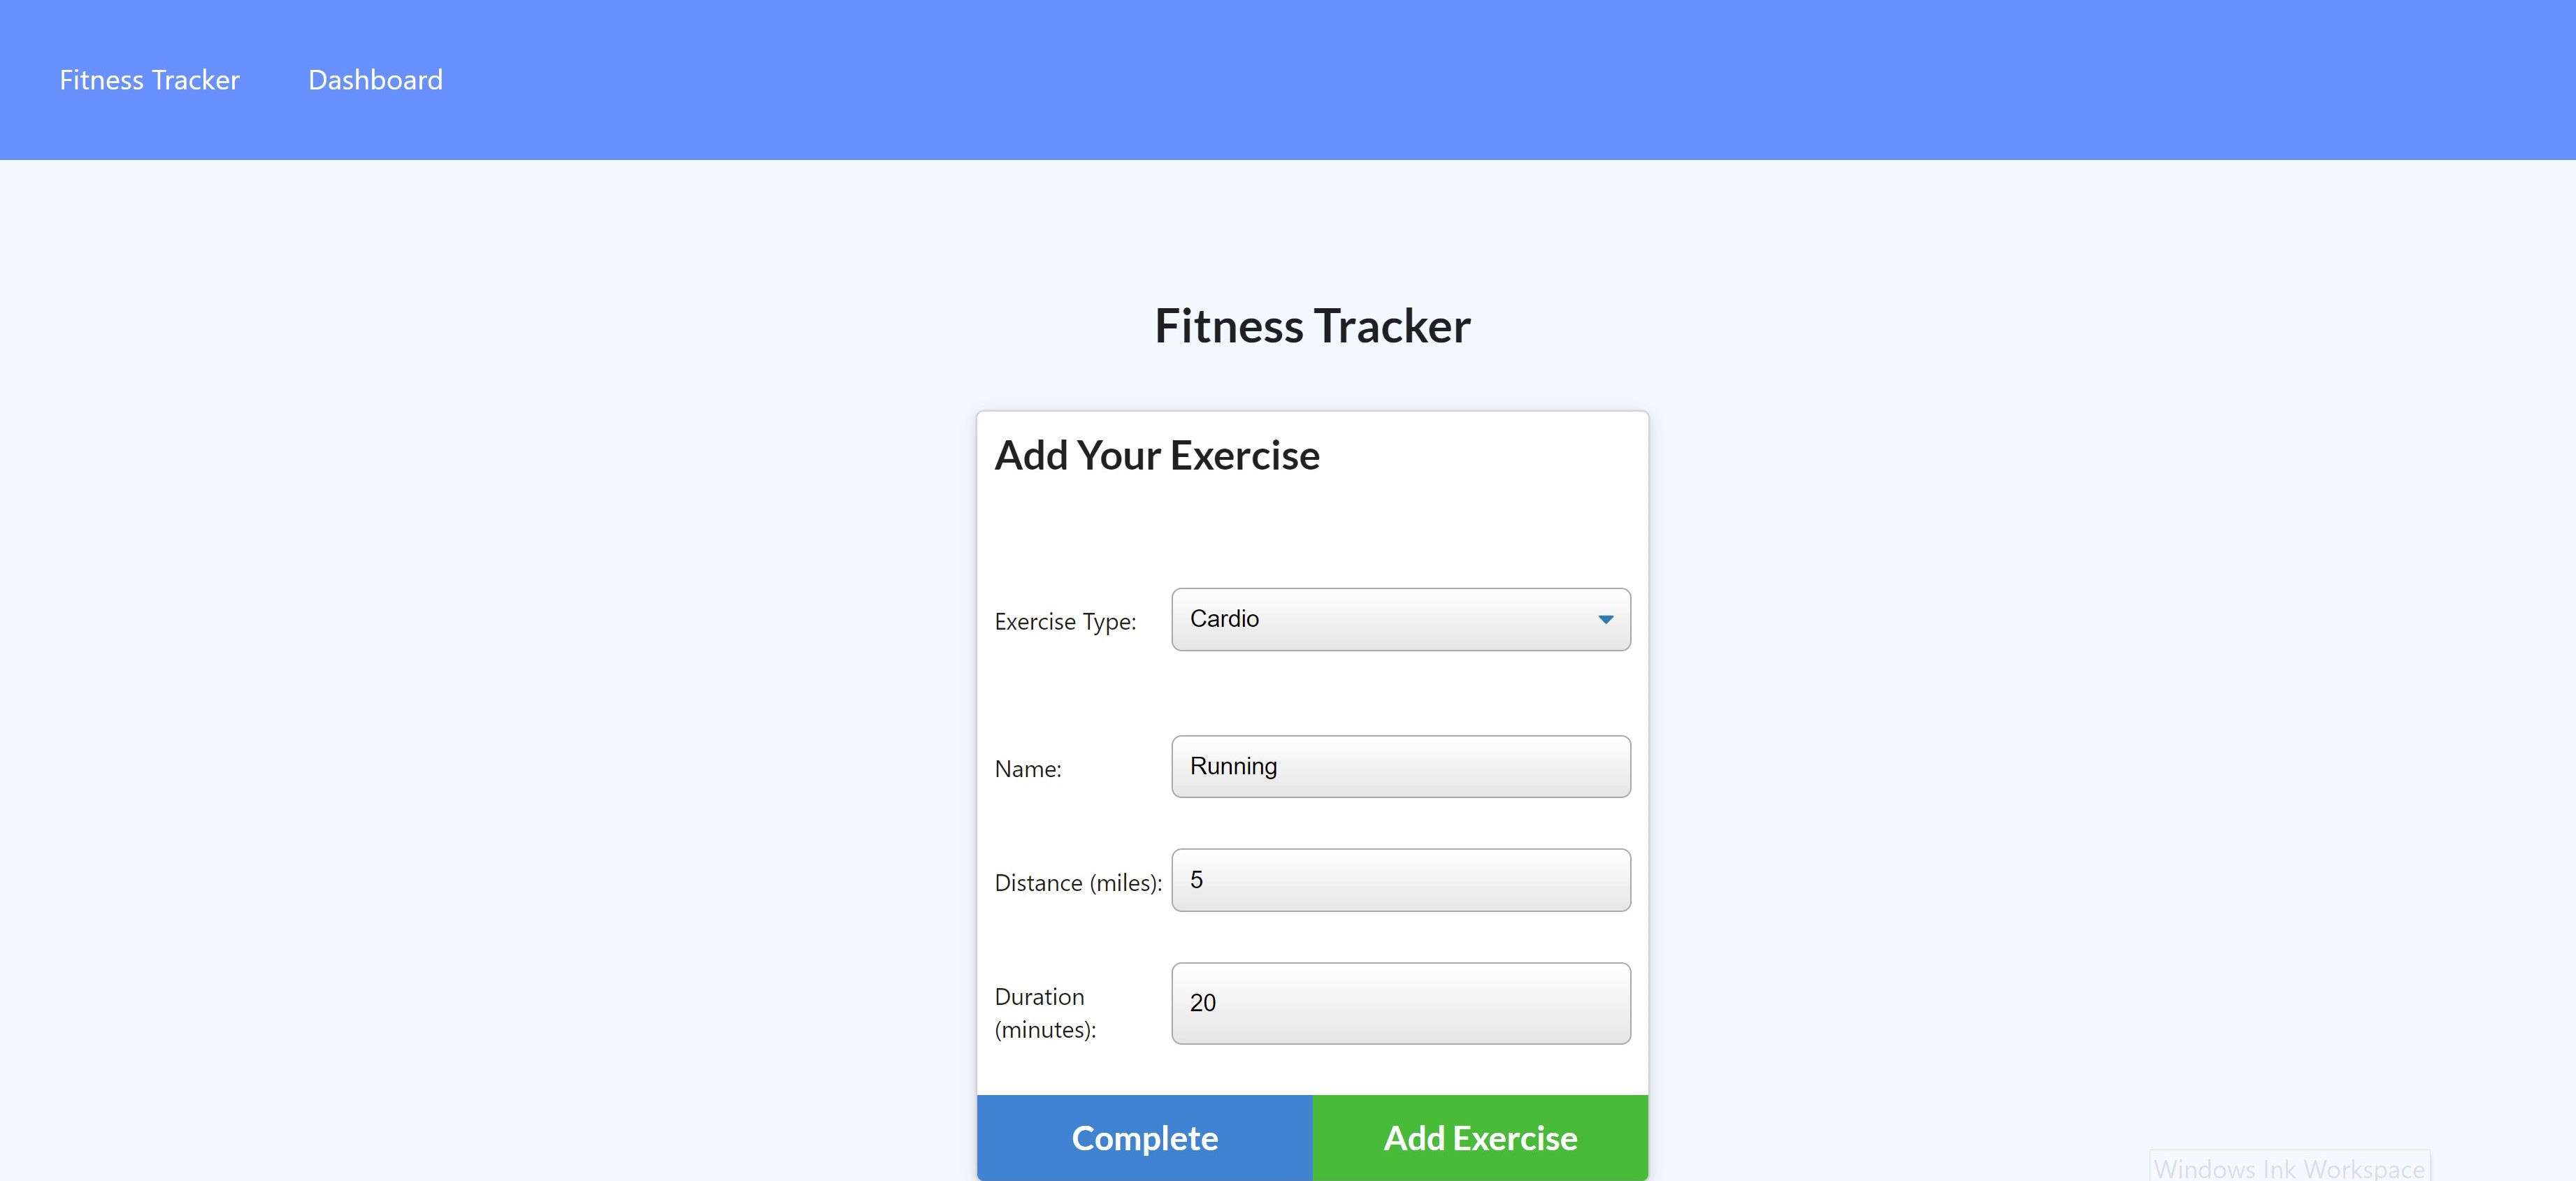 Fitness Tracker Dashboard
Fitness Tracker
Add Your Exercise
Exercise Type: Cardio
Name: Running
Distance (miles): 5
Duration
(minutes): 20
Complete Add Exercise
Windows Ink Workspace